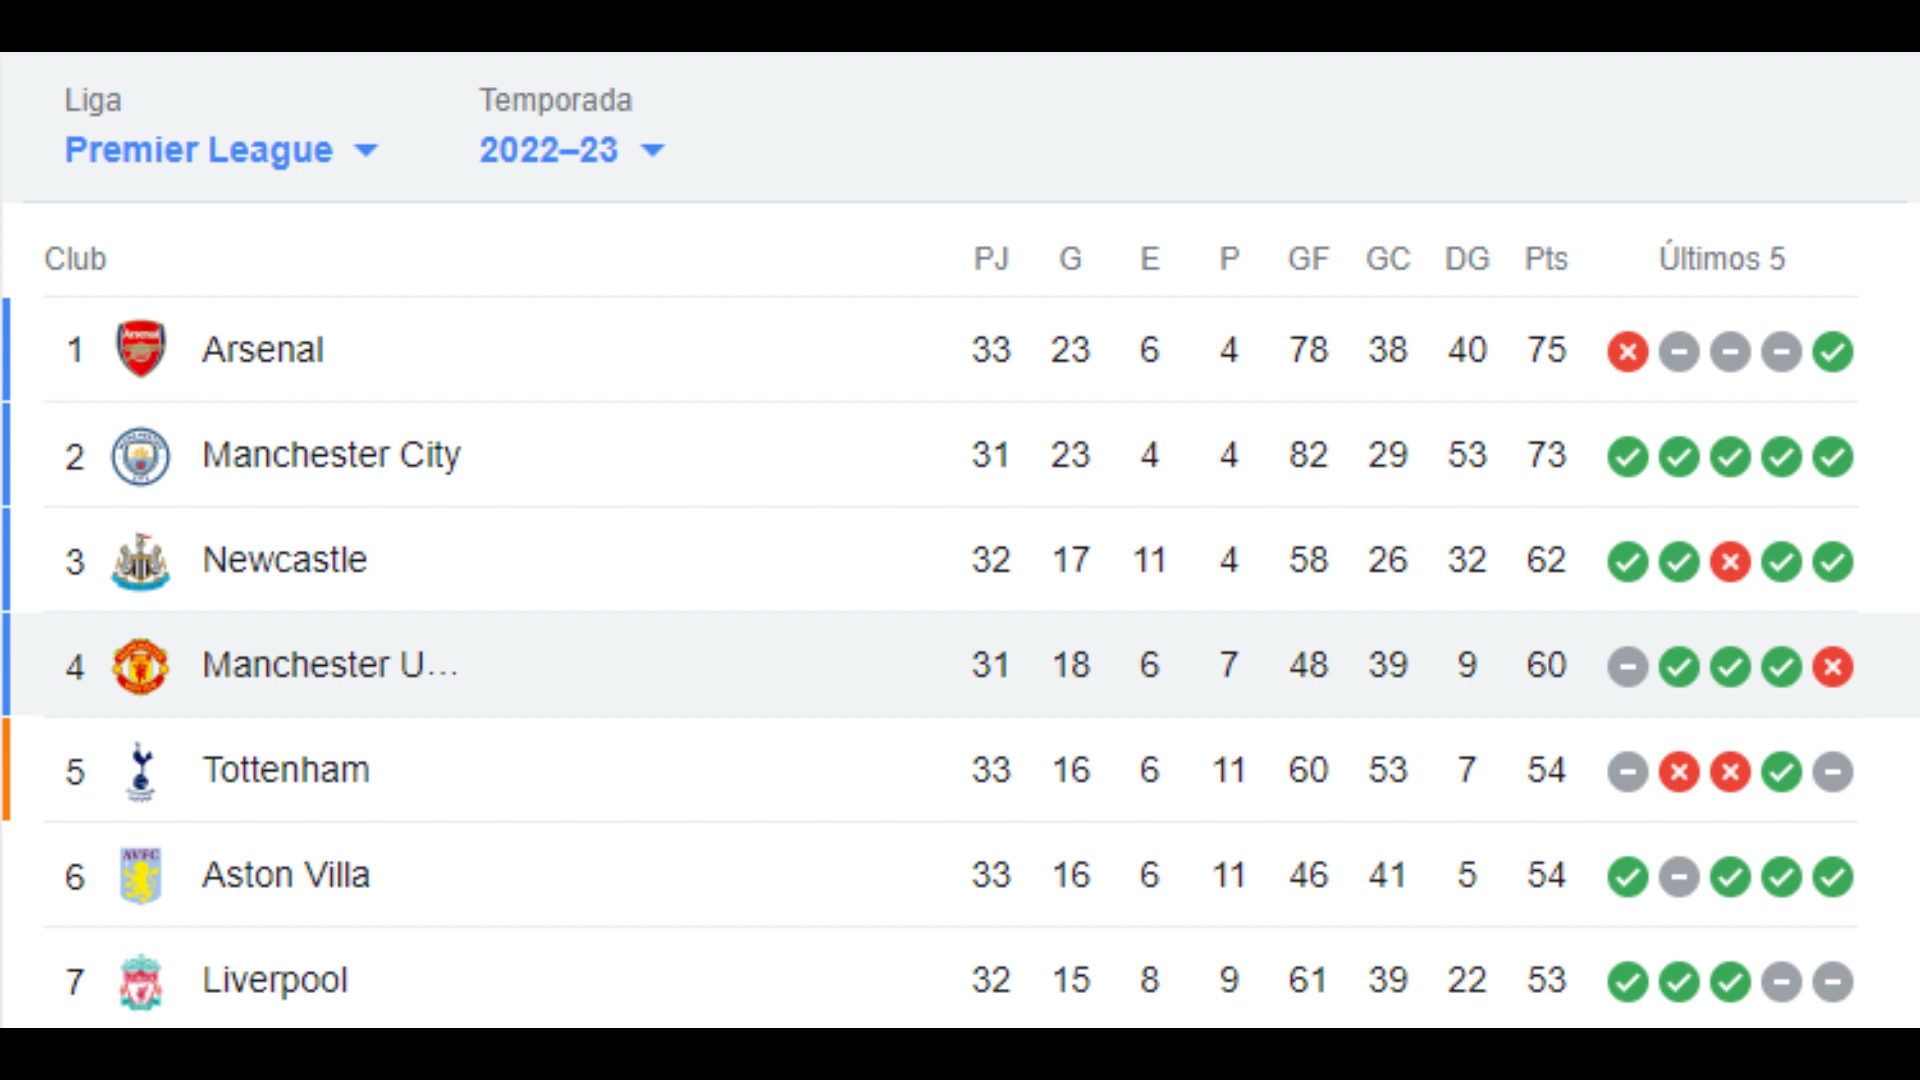 Liga Temporada
Premier League 2022–23
Club PJ G E P GF GC DG Pts Últimos 5
1 Arsenal 33 23 6 4 78 38 40 75
2 Manchester City 31 23 4 4 82 29 53 73
3 Newcastle 32 17 11 4 58 26 32 62
4 Manchester U... 31 18 6 7 48 39 9 60
5 Tottenham 33 16 6 11 60 53 7 54
AVFC
6 Aston Villa 33 16 6 11 46 41 5 54
7 Liverpool 32 15 8 9 61 39 22 53